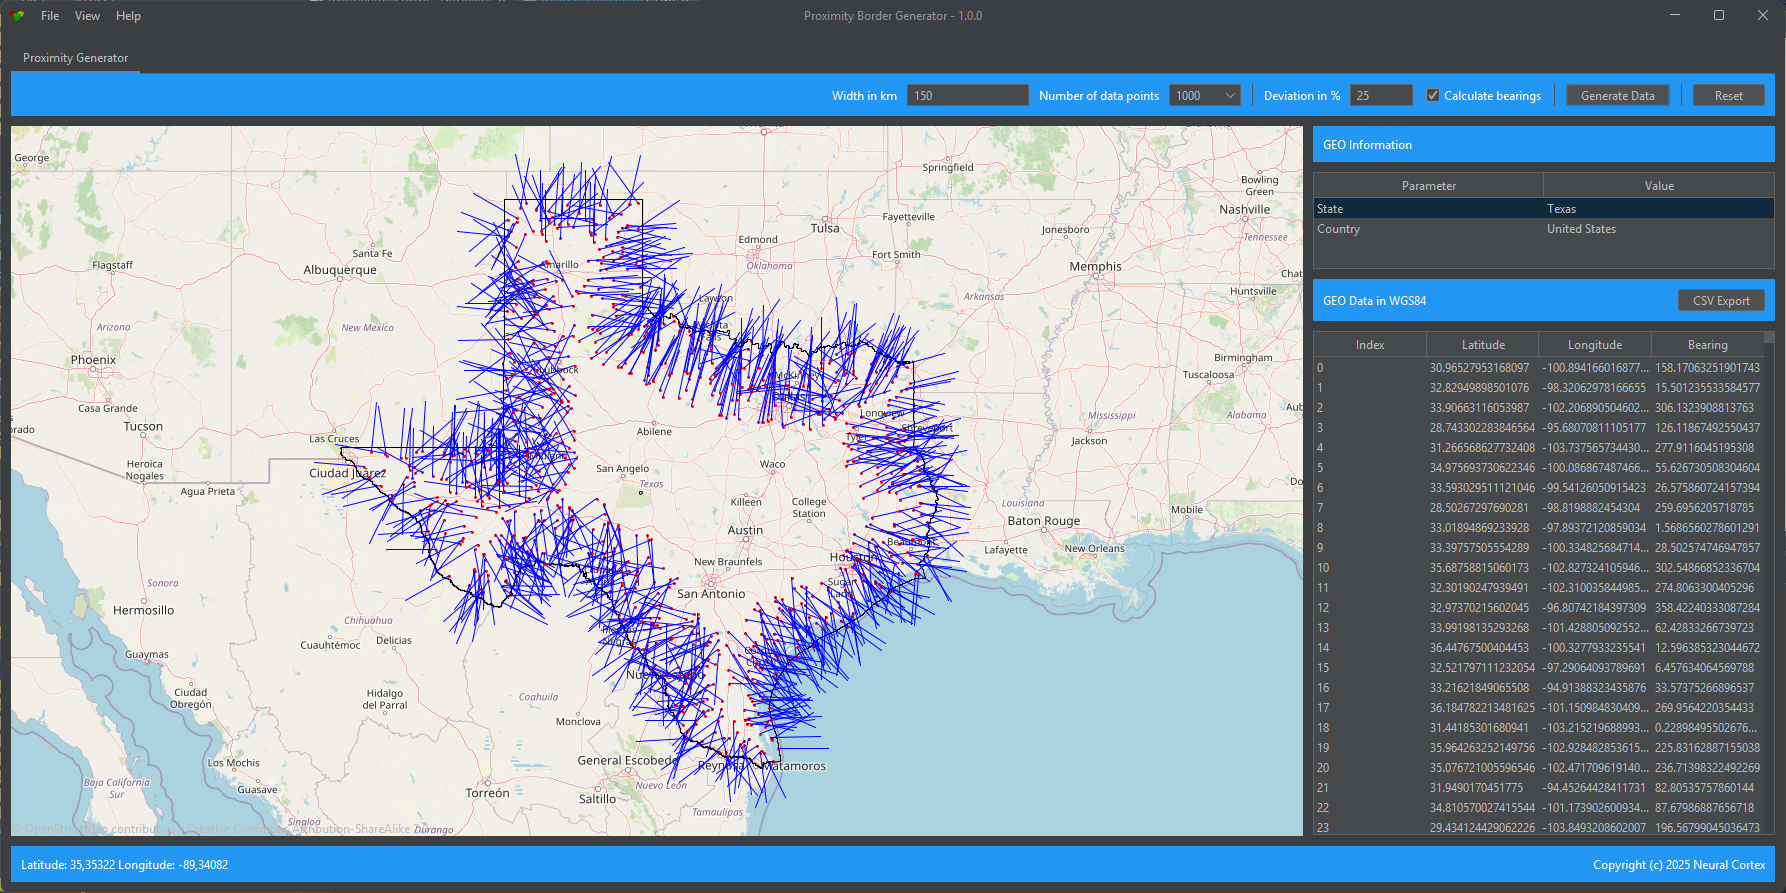 File View Help
Proximity Border Generator - 1.0.0
Proximity Generator
Width in km 150 Number of data points 1000 Deviation in % 25 Calculate bearings Generate Data Reset
George
Springfield
Bowling Green
Nashville
Tennessee
Fayetteville
Jonesboro
Tulsa
Edmond
Oklahoma
Fort Smith
Memphis
Chat
Huntsville
Santa Fe
Albuquerque
Flagstaff
Amarillo
Lawton
Arkansas
Arizona
New Mexico
Phoenix
Birmingham
Tuscaloosa
Casa Grande
Tucson
Mississippi
Alabama
Aub
orado
Longview
Shreveport
Abilene
Las Cruces
Jackson
Ciudad Juárez
Heroica Nogales
Agua Prieta
San Angelo
Texas
Waco
Killeen
College Station
Louisiana
Mobile
Do
Austin
Baton Rouge
Beaumont
Lafayette
New Orleans
Houston
New Braunfels
Sugar
San Antonio
Sonora
Hermosillo
Chihuahua
Cuauhtémoc
Delicias
Guaymas
Ciudad Obregón
Hidalgo del Parral
Coahuila
Monclova
Los Mochis
Guasave
General Escobedo
Reynosa
Matamoros
Nuevo León
Baja California Sur
Torreón
Saltillo
Sinaloa
Durango
Tamaulipas
© OpenStreetMap contributors, Creative Commons Attribution-ShareAlike
GEO Information
Parameter Value
State Texas
Country United States
GEO Data in WGS84 CSV Export
Index Latitude Longitude Bearing
0 30.96527953168097 -100.894166016877... 158.17063251901743
1 32.82949898501076 -98.32062978166655 15.501235533584577
2 33.90663116053987 -102.206890504602... 306.1323908813763
3 28.743302283846564 -95.68070811105177 126.11867492550437
4 31.266568627732408 -103.737565734430... 277.9116045195308
5 34.975693730622346 -100.086867487466... 55.626730508304604
6 33.593029511121046 -99.54126050915423 26.575860724157394
7 28.50267297690281 -98.8198882454304 259.6956205718785
8 33.01894869233928 -97.89372120859034 1.5686560278601291
9 33.39757505554289 -100.334825684714... 28.502574746947857
10 35.68758815060173 -102.827324105946... 302.54866852336704
11 32.30190247939491 -102.310035844985... 274.8063300405296
12 32.97370215602045 -96.80742184397309 358.42240333087284
13 33.99198135293268 -101.428805092552... 62.42833266739723
14 36.44767500404453 -100.3277933235541 12.596385323044672
15 32.521797111232054 -97.29064093789691 6.457634064569788
16 33.21621849065508 -94.91388323435876 33.57375266896537
17 36.184782213481625 -101.150984830409... 269.9564220354433
18 31.44185301680941 -103.215219688993... 0.22898495502676...
19 35.964263252149756 -102.928482853615... 225.83162887155038
20 35.076721005596546 -102.471709619140... 236.71398322492269
21 31.9490170451775 -94.45264428411731 82.80535757860144
22 34.810570027415544 -101.173902600934... 87.67986887656718
23 29.434124429062226 -103.8493208602007 196.56799045036473
Latitude: 35,35322 Longitude: -89,34082
Copyright (c) 2025 Neural Cortex